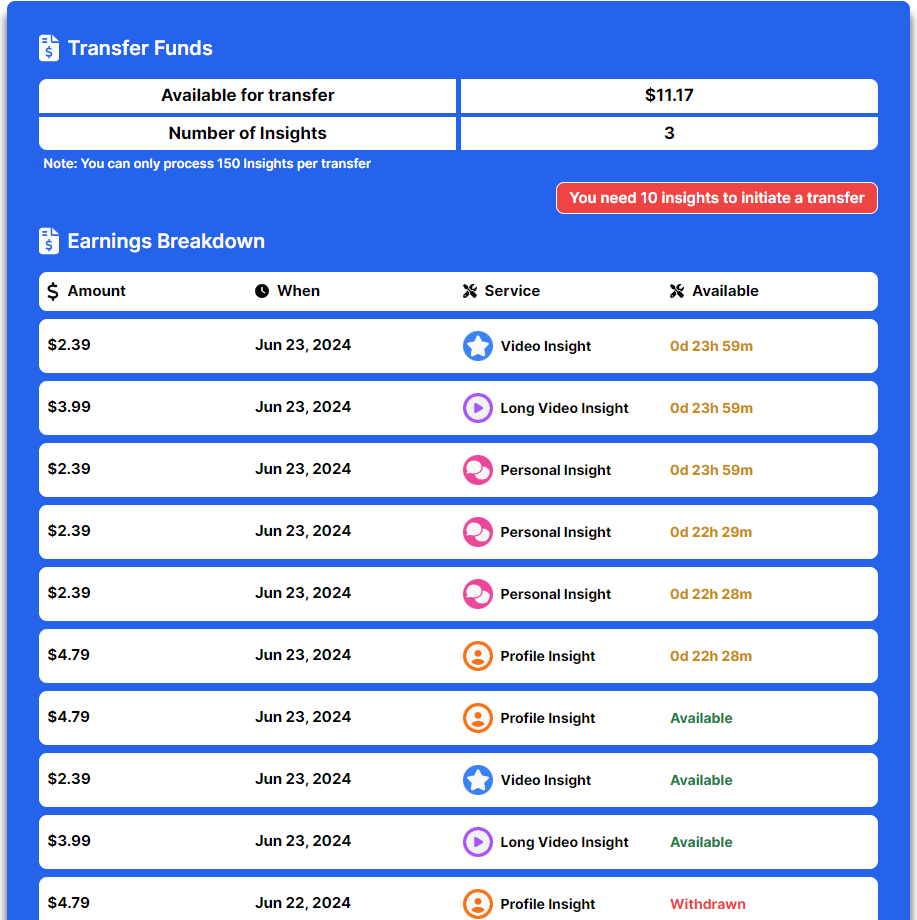 Transfer Funds
Available for transfer $11.17
Number of Insights 3
Note: You can only process 150 Insights per transfer
You need 10 insights to initiate a transfer
Earnings Breakdown
$ Amount When Service Available
$2.39 Jun 23, 2024 Video Insight 0d 23h 59m
$3.99 Jun 23, 2024 Long Video Insight 0d 23h 59m
$2.39 Jun 23, 2024 Personal Insight 0d 23h 59m
$2.39 Jun 23, 2024 Personal Insight 0d 22h 29m
$2.39 Jun 23, 2024 Personal Insight 0d 22h 28m
$4.79 Jun 23, 2024 Profile Insight 0d 22h 28m
$4.79 Jun 23, 2024 Profile Insight Available
$2.39 Jun 23, 2024 Video Insight Available
$3.99 Jun 23, 2024 Long Video Insight Available
$4.79 Jun 22, 2024 Profile Insight Withdrawn